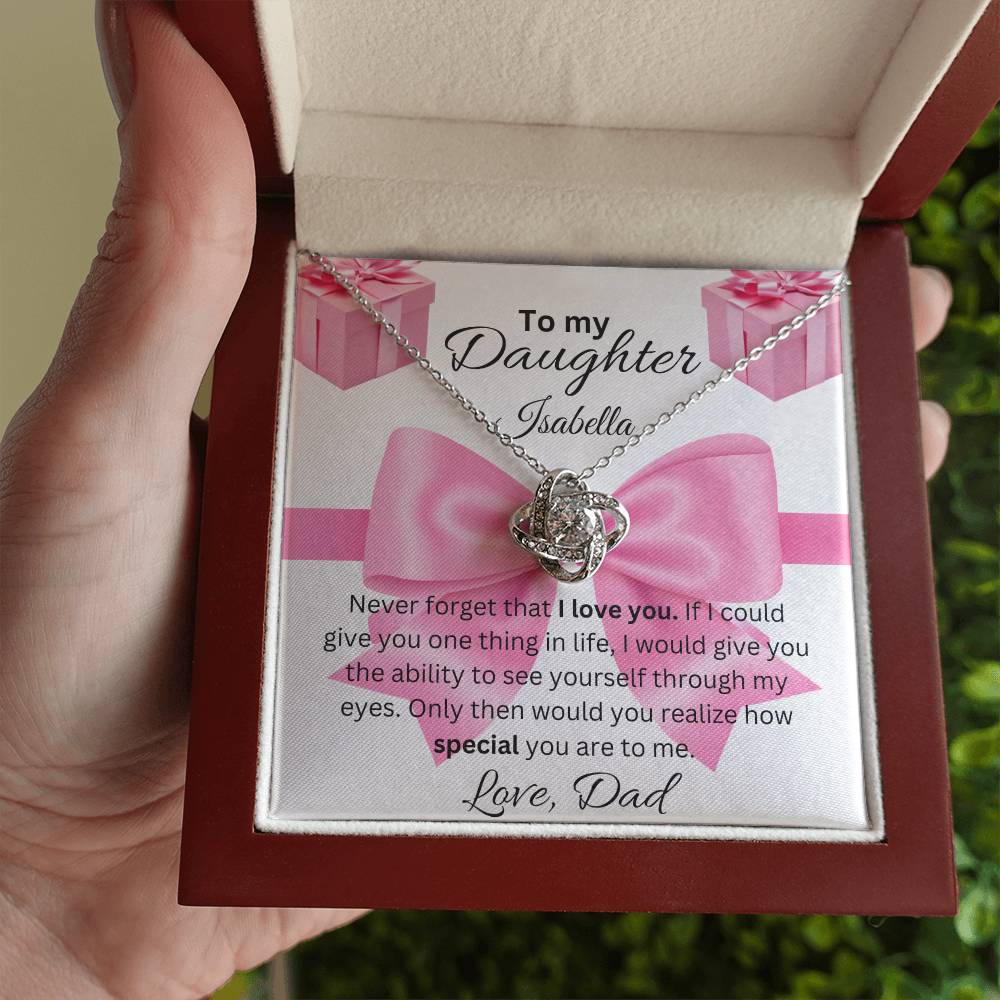 To my
Daughter
Isabella
Never forget that I love you. If I could
give you one thing in life, I would give you
the ability to see yourself through my
eyes. Only then would you realize how
special you are to me.
Love, Dad